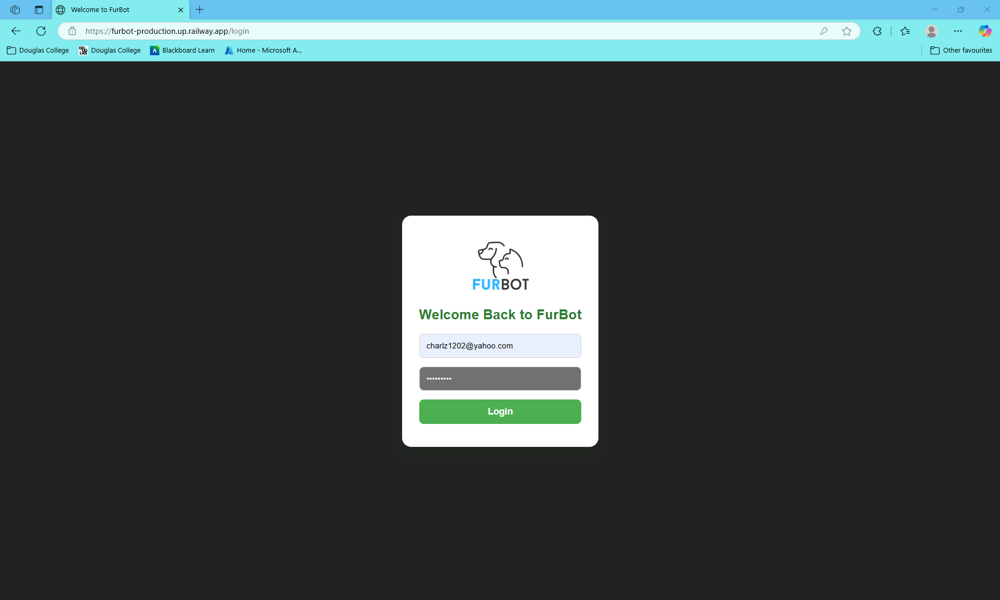 Welcome to FurBot
https://furbot-production.up.railway.app/login
Douglas College
Douglas College
Blackboard Learn
Home - Microsoft A...
Other favourites
FURBOT
Welcome Back to FurBot
charlz1202@yahoo.com
•••••••••
Login